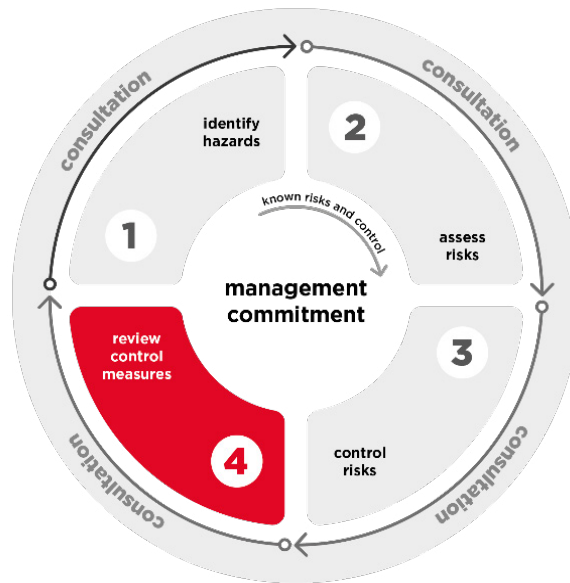 consultation
consultation
identify
hazards
1
2
assess
risks
known risks and control
management
commitment
review
control
measures
4
3
control
risks
consultation
consultation